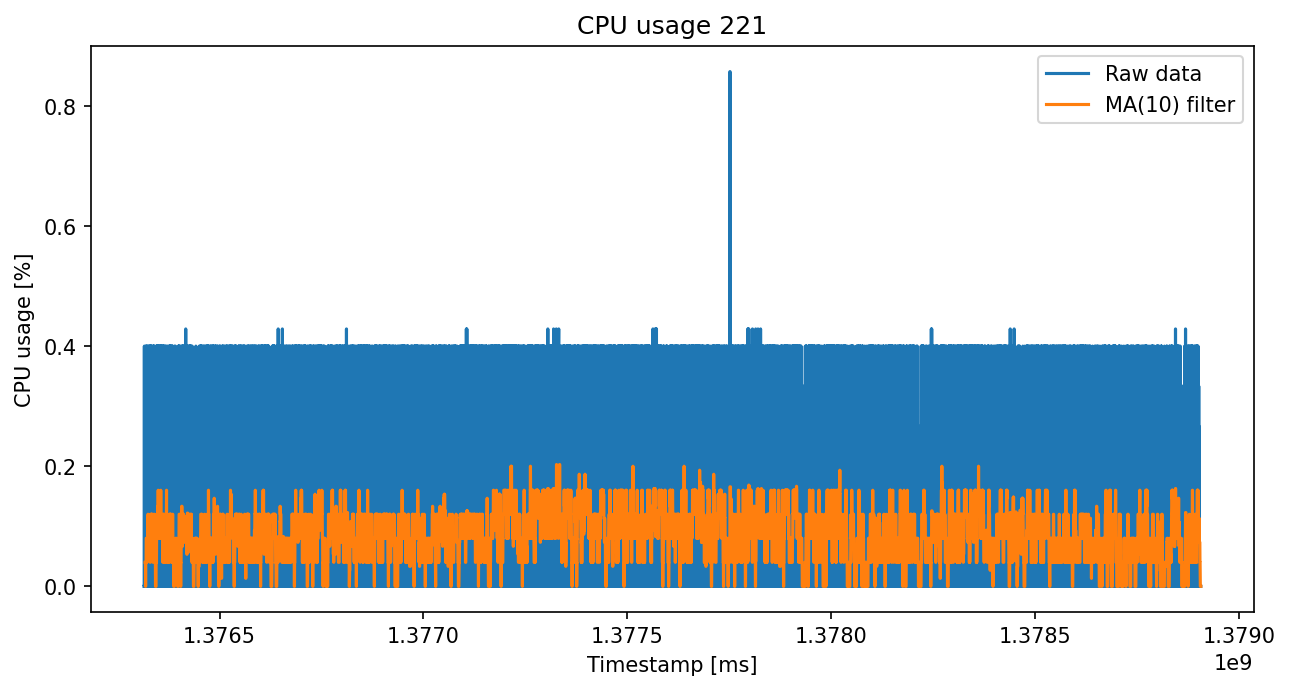 CPU usage 221
Raw data
MA(10) filter
CPU usage [%]
0.8
0.6
0.4
0.2
0.0
1.3765 1.3770 1.3775 1.3780 1.3785 1.3790
1e9
Timestamp [ms]